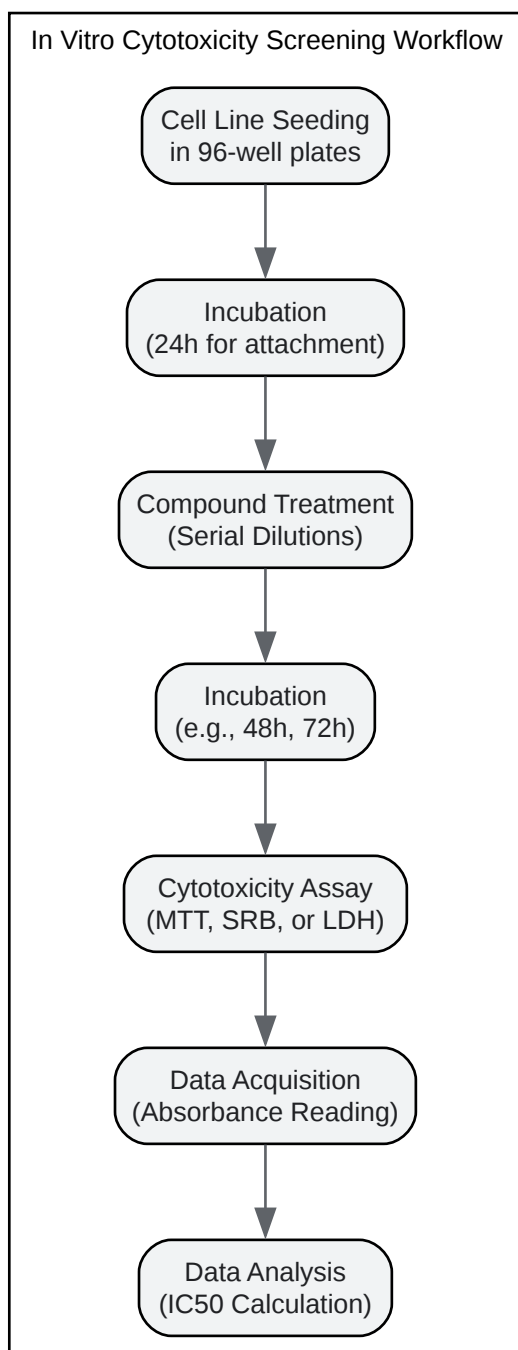 In Vitro Cytotoxicity Screening Workflow
Cell Line Seeding
in 96-well plates
Incubation
(24h for attachment)
Compound Treatment
(Serial Dilutions)
Incubation
(e.g., 48h, 72h)
Cytotoxicity Assay
(MTT, SRB, or LDH)
Data Acquisition
(Absorbance Reading)
Data Analysis
(IC50 Calculation)